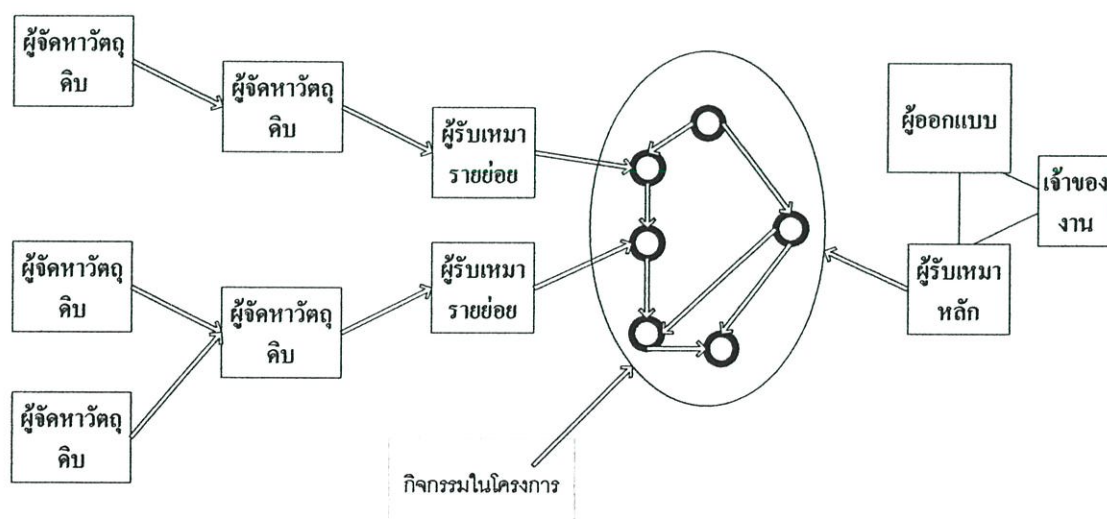 ผู้จัดหาวัตถุ
ดิบ
ผู้จัดหาวัตถุ
ดิบ
ผู้รับเหมา
รายย่อย
ผู้ออกแบบ
เจ้าของ
งาน
ผู้จัดหาวัตถุ
ดิบ
ผู้จัดหาวัตถุ
ดิบ
ผู้รับเหมา
รายย่อย
ผู้รับเหมา
หลัก
ผู้จัดหาวัตถุ
ดิบ
กิจกรรมในโครงการ